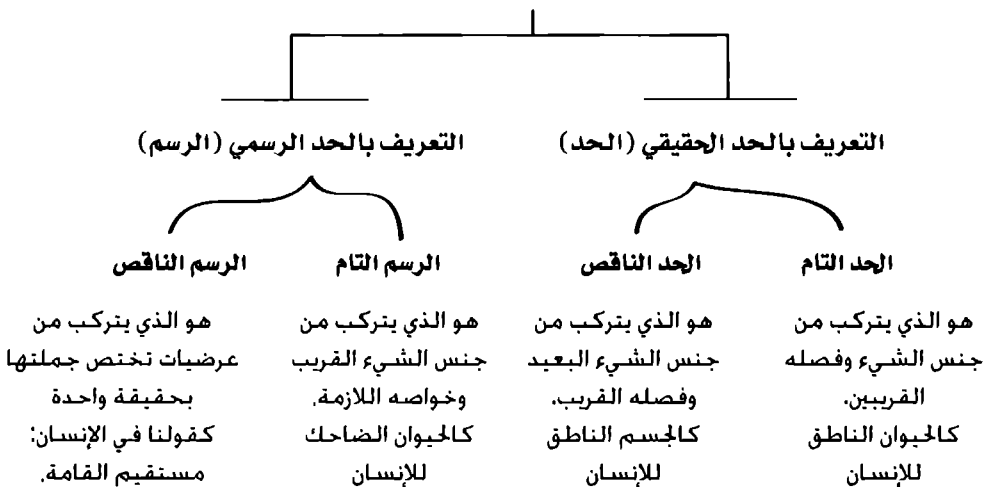 التعريف بالحد الحقيقي (الحد)
التعريف بالحد الرسمي (الرسم)
الحد التام
هو الذي يتركب من
جنس الشيء وفصله
القريبين.
كالحيوان الناطق
للإنسان
الحد الناقص
هو الذي يتركب من
جنس الشيء البعيد
وفصله القريب.
كالجسم الناطق
للإنسان
الرسم التام
هو الذي يتركب من
جنس الشيء القريب
وخواصه اللازمة.
كالحيوان الضاحك
للإنسان
الرسم الناقص
هو الذي يتركب من
عرضيات تختص جملتها
بحقيقة واحدة
كقولنا في الإنسان:
مستقيم القامة.